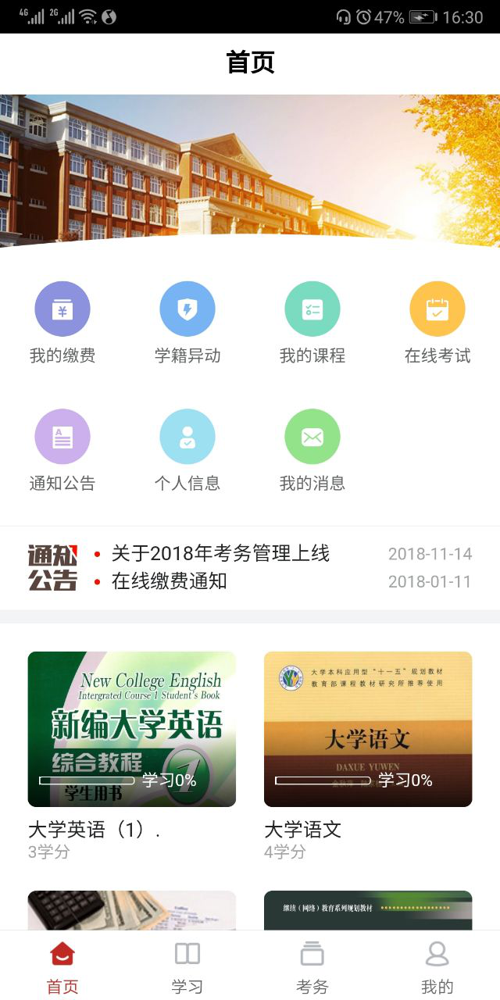 4G 2G 47% 16:30
首页
我的缴费 学籍异动 我的课程 在线考试
通知公告 个人信息 我的消息
通知公告
关于2018年考务管理上线 2018-11-14
在线缴费通知 2018-01-11
New College English
Intergrated Course 1 Student's Book
新编大学英语
综合教程 1
学习0%
学生用书
大学英语（1）.
3学分
大学本科应用型“十一五”规划教材
教育部课程教材研究所推荐使用
大学语文
DAXUE YUWEN
学习0%
大学语文
4学分
继续（网络）教育系列规划教材
首页 学习 考务 我的